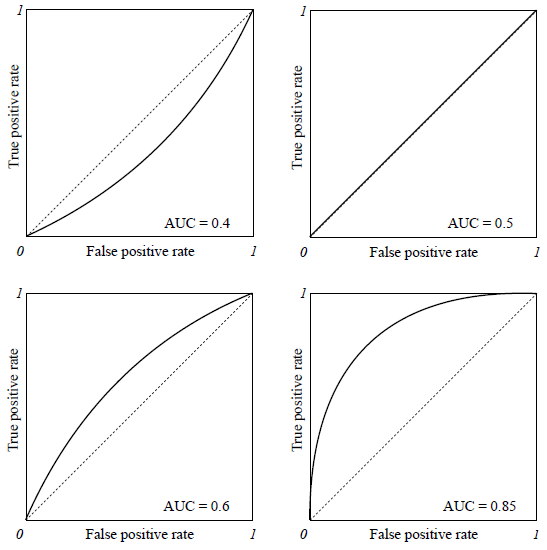 1
True positive rate
AUC = 0.4
0
False positive rate
1
1
True positive rate
AUC = 0.5
0
False positive rate
1
1
True positive rate
AUC = 0.6
0
False positive rate
1
1
True positive rate
AUC = 0.85
0
False positive rate
1